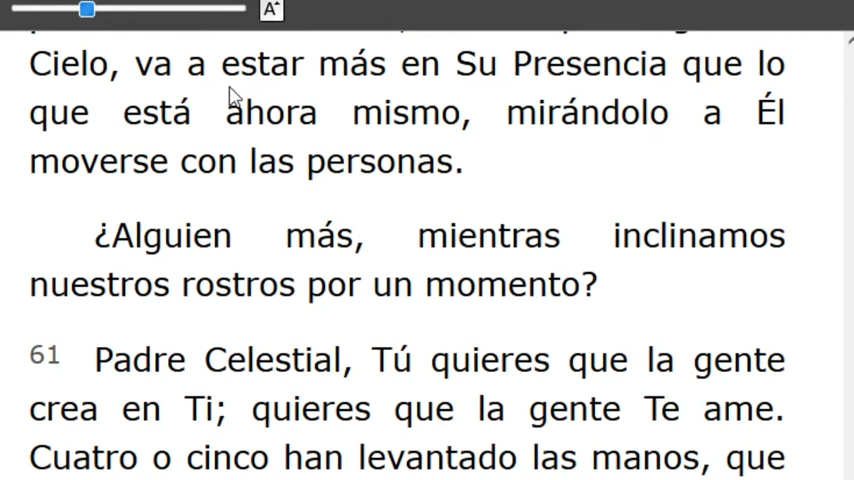 A
Cielo, va a estar más en Su Presencia que lo
que está ahora mismo, mirándolo a Él
moverse con las personas.
¿Alguien más, mientras inclinamos
nuestros rostros por un momento?
61 Padre Celestial, Tú quieres que la gente
crea en Ti; quieres que la gente Te ame.
Cuatro o cinco han levantado las manos, que